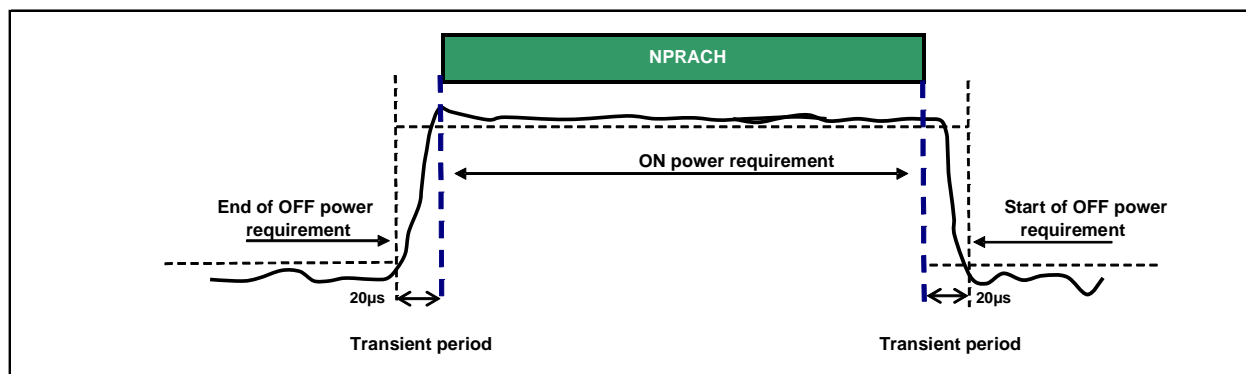 NPRACH
ON power requirement
End of OFF power
requirement
Start of OFF power
requirement
20µs
20µs
Transient period
Transient period